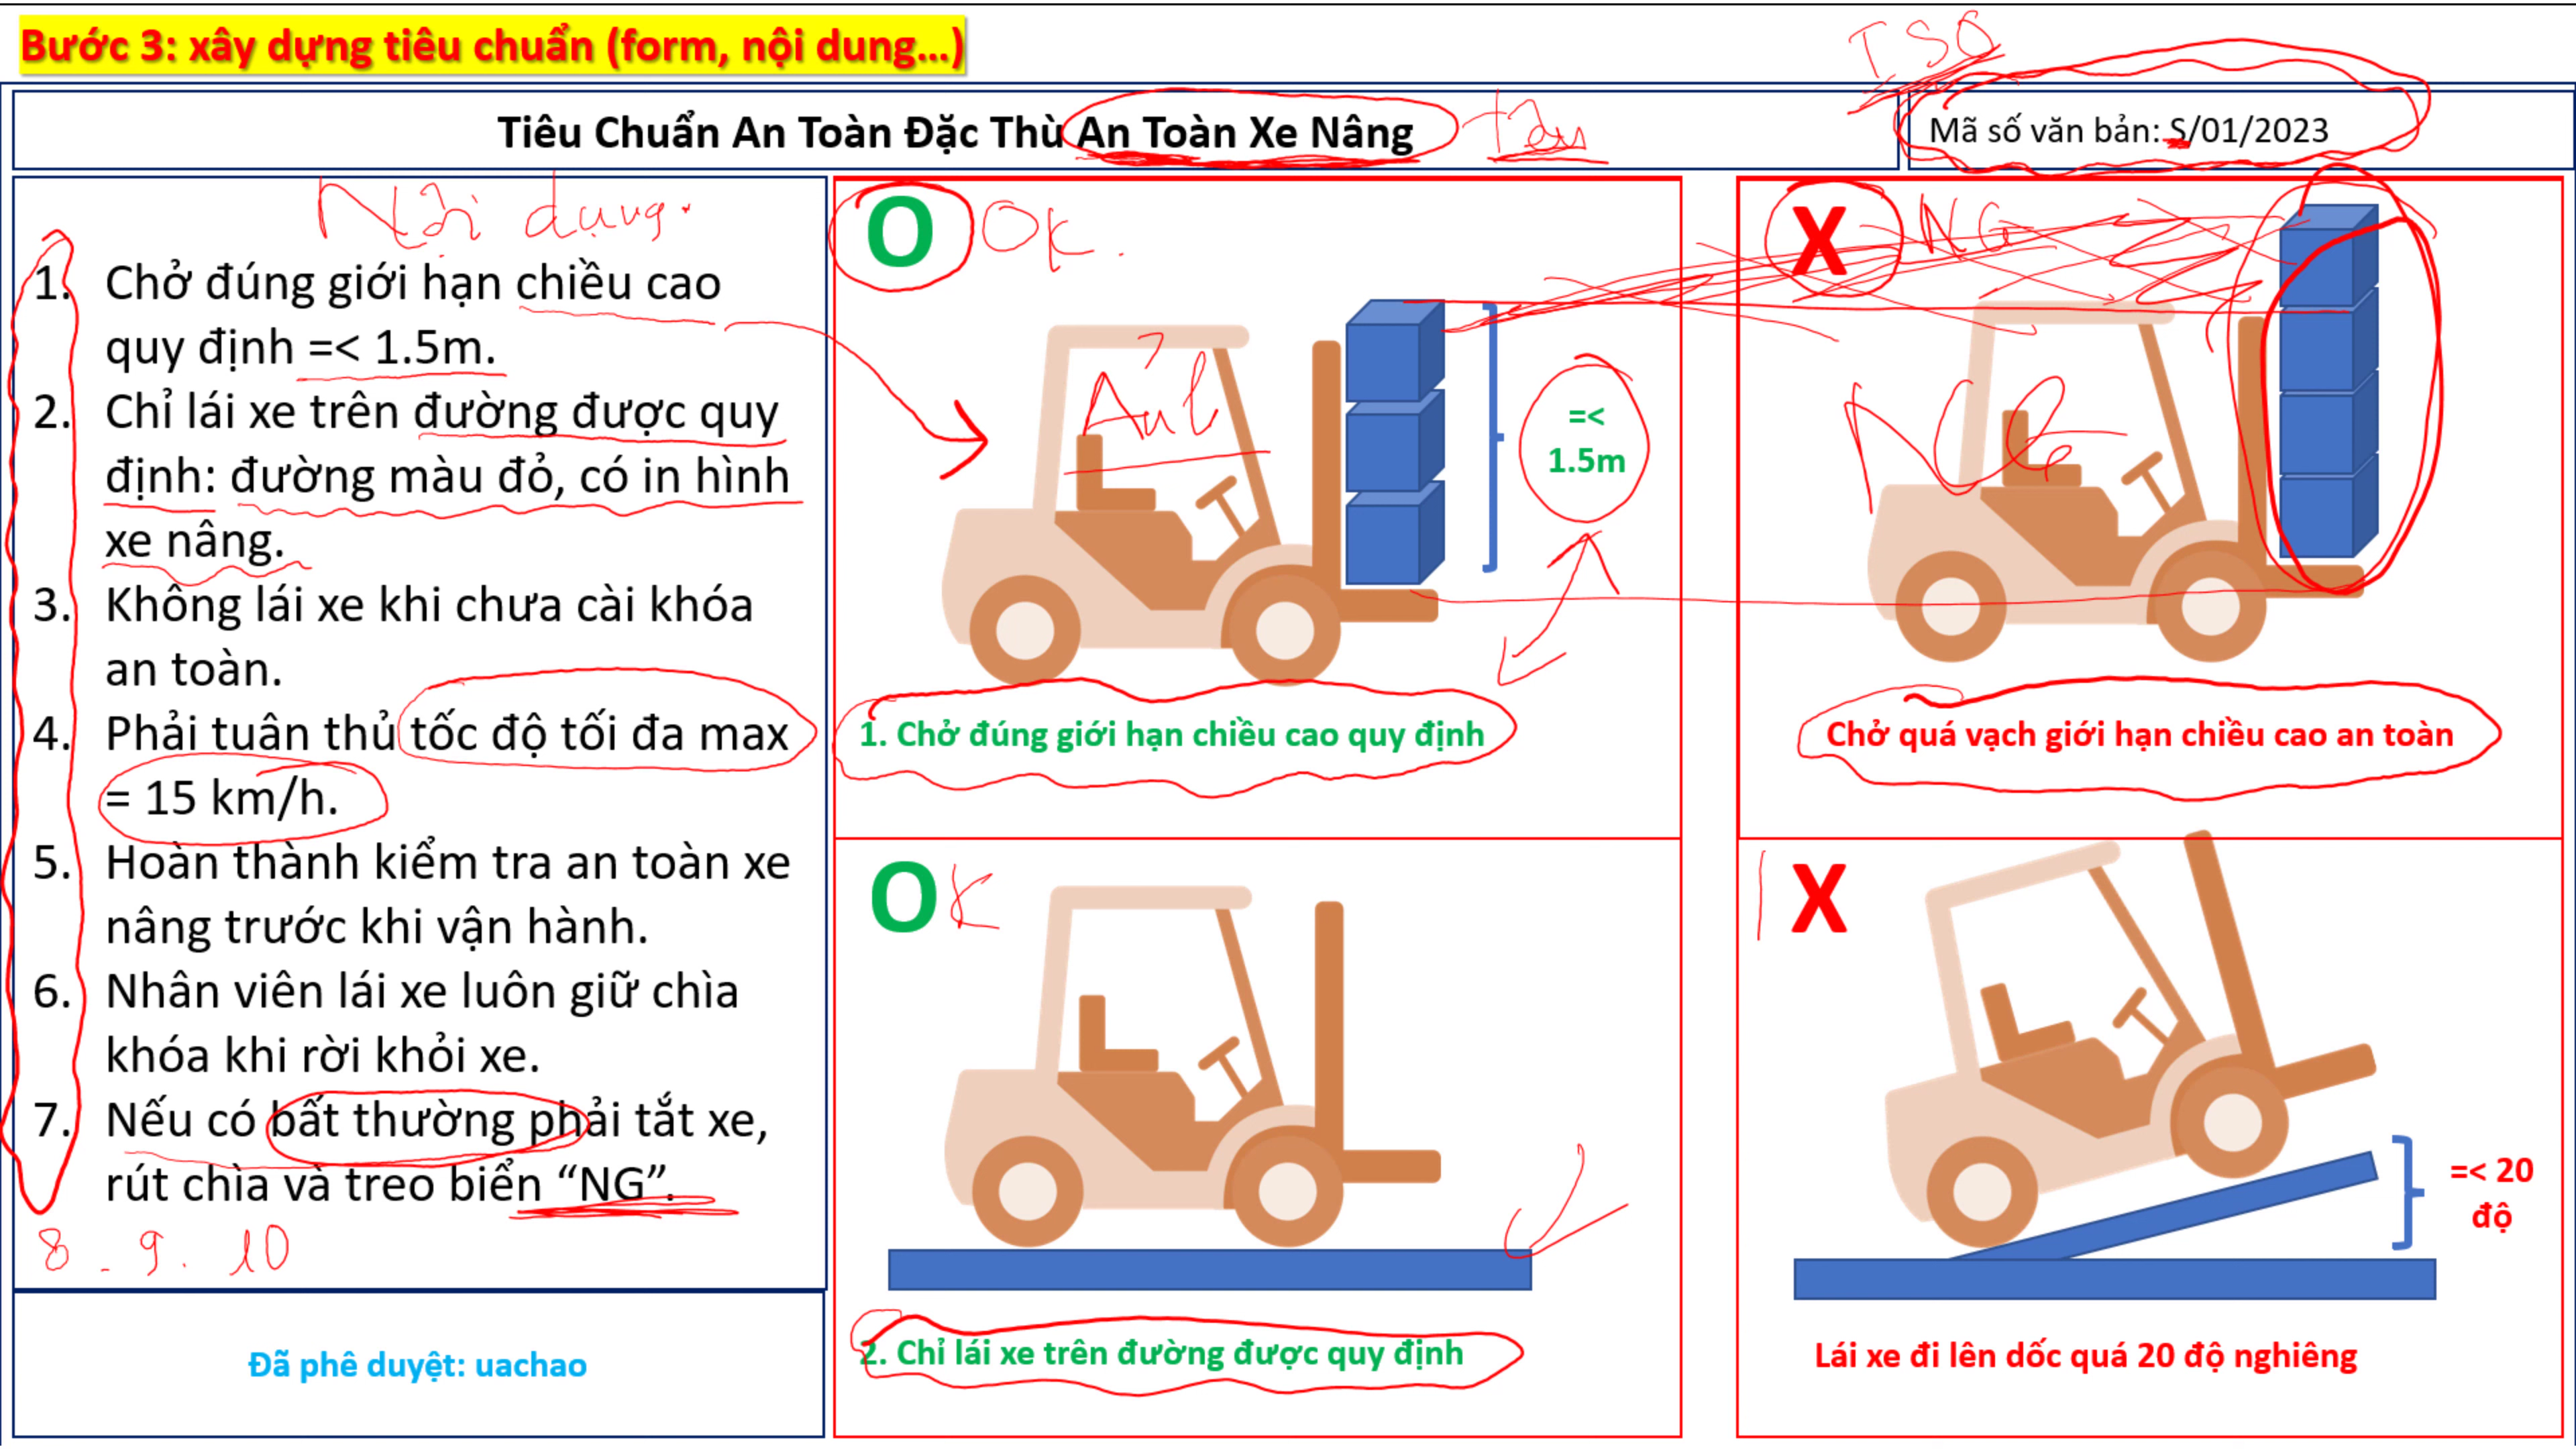 Bước 3: xây dựng tiêu chuẩn (form, nội dung...)
ISO
Tiêu Chuẩn An Toàn Đặc Thù An Toàn Xe Nâng
Mã số văn bản: S/01/2023
Nội dung.
1. Chở đúng giới hạn chiều cao
quy định =< 1.5m.
2. Chỉ lái xe trên đường được quy
định: đường màu đỏ, có in hình
xe nâng.
3. Không lái xe khi chưa cài khóa
an toàn.
4. Phải tuân thủ tốc độ tối đa max
= 15 km/h.
5. Hoàn thành kiểm tra an toàn xe
nâng trước khi vận hành.
6. Nhân viên lái xe luôn giữ chìa
khóa khi rời khỏi xe.
7. Nếu có bất thường phải tắt xe,
rút chìa và treo biển “NG”.
8 . 9 . 10
Đã phê duyệt: uachao
O OK.
Ảnh
=<
1.5m
1. Chở đúng giới hạn chiều cao quy định
X NG
NG
Chở quá vạch giới hạn chiều cao an toàn
OK
2. Chỉ lái xe trên đường được quy định
X
=< 20
độ
Lái xe đi lên dốc quá 20 độ nghiêng